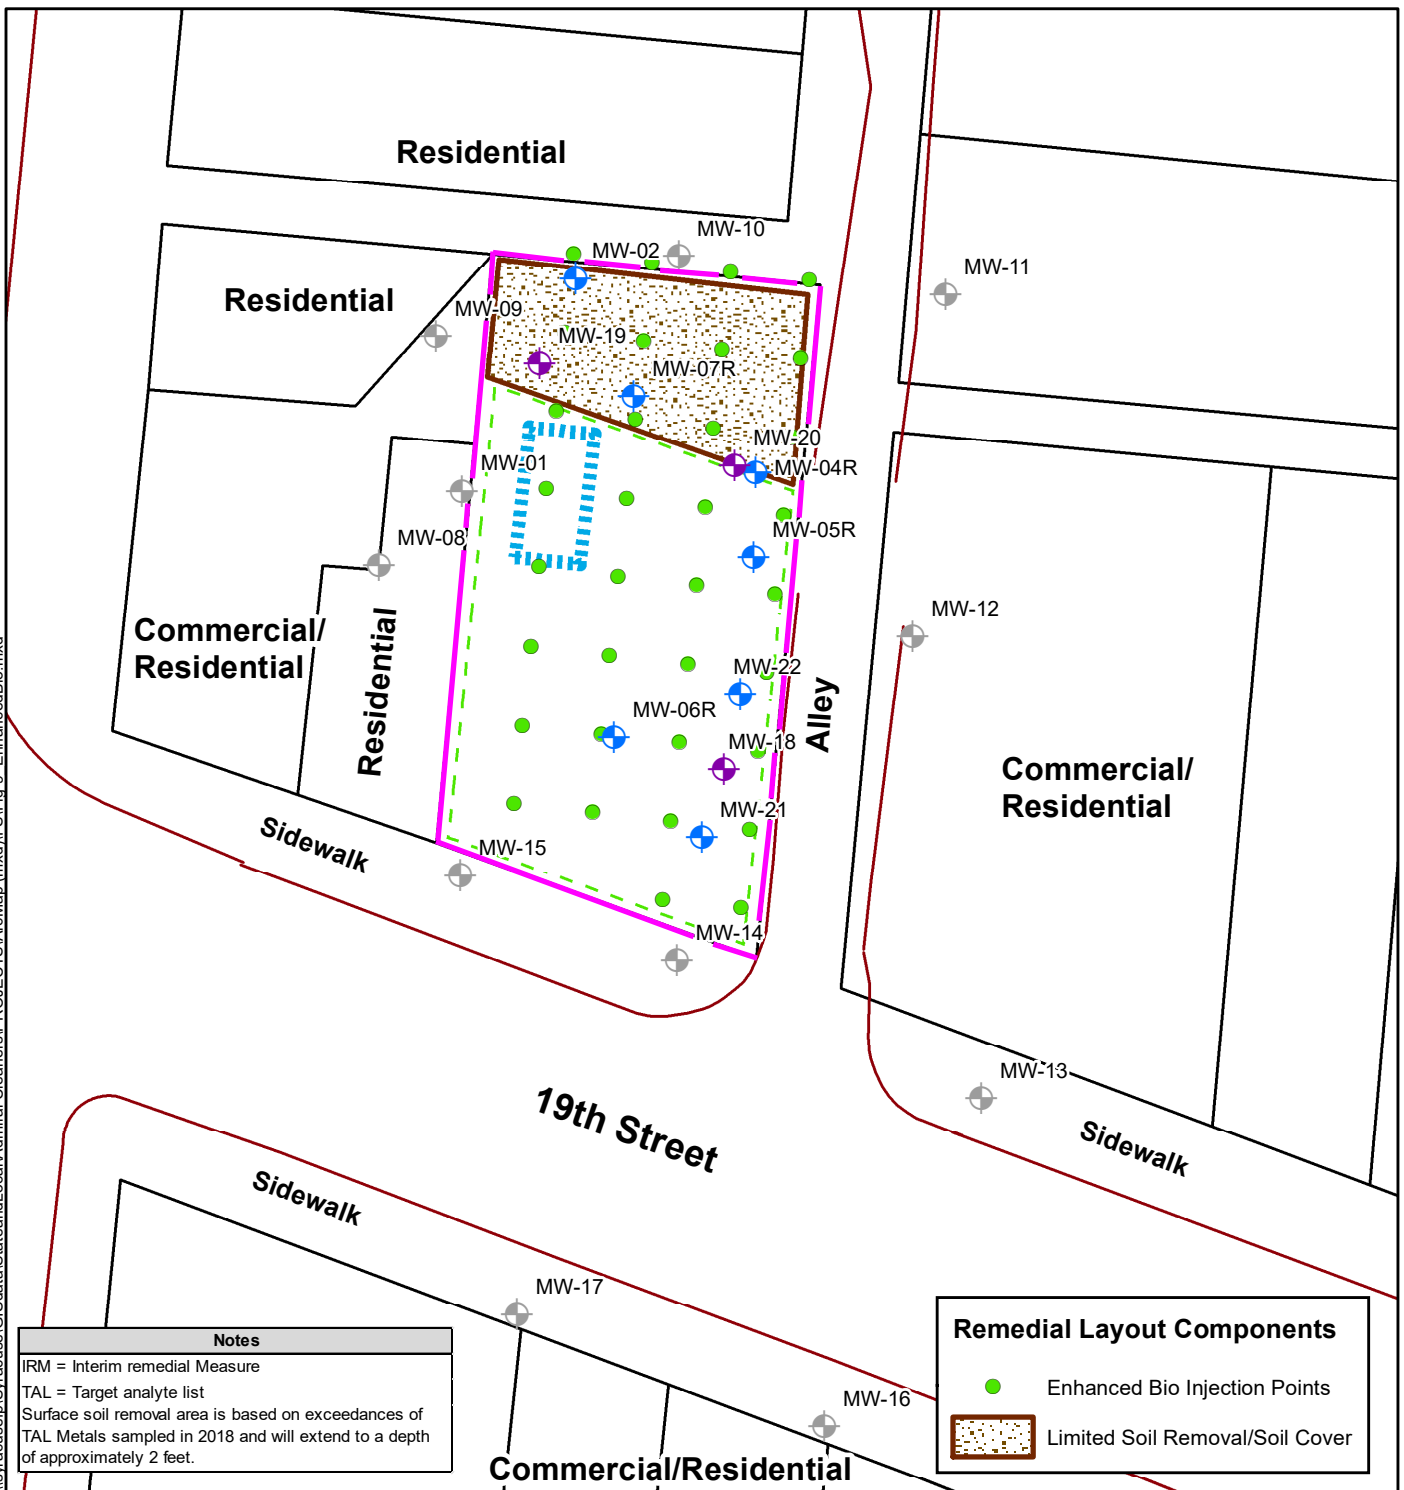 Residential
MW-10
MW-02
MW-11
Residential
MW-09
MW-19
MW-07R
MW-20
MW-01
MW-04R
MW-05R
MW-08
MW-12
Commercial/
Residential
Residential
MW-22
MW-06R
Alley
MW-18
Commercial/
Residential
MW-21
Sidewalk
MW-15
MW-14
19th Street
MW-13
Sidewalk
Sidewalk
MW-17
MW-16
Commercial/Residential
Notes
IRM = Interim remedial Measure
TAL = Target analyte list
Surface soil removal area is based on exceedances of
TAL Metals sampled in 2018 and will extend to a depth
of approximately 2 feet.
Remedial Layout Components
Enhanced Bio Injection Points
Limited Soil Removal/Soil Cover